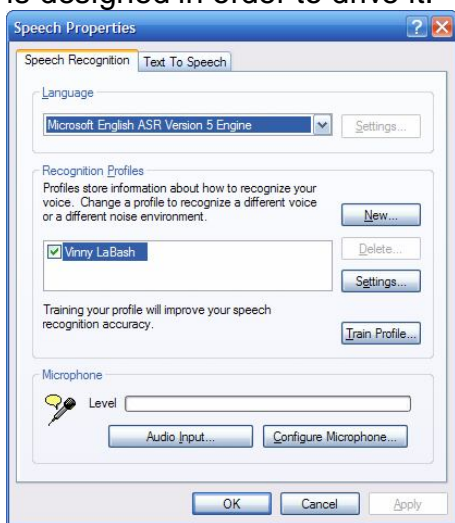 is designed in order to drive it.
Speech Properties
Speech Recognition Text To Speech
Language
Microsoft English ASR Version 5 Engine
Settings...
Recognition Profiles
Profiles store information about how to recognize your
voice. Change a profile to recognize a different voice
or a different noise environment.
New...
Delete...
Vinny LaBash
Settings...
Training your profile will improve your speech
recognition accuracy.
Train Profile...
Microphone
Level
Audio Input... Configure Microphone...
OK Cancel Apply